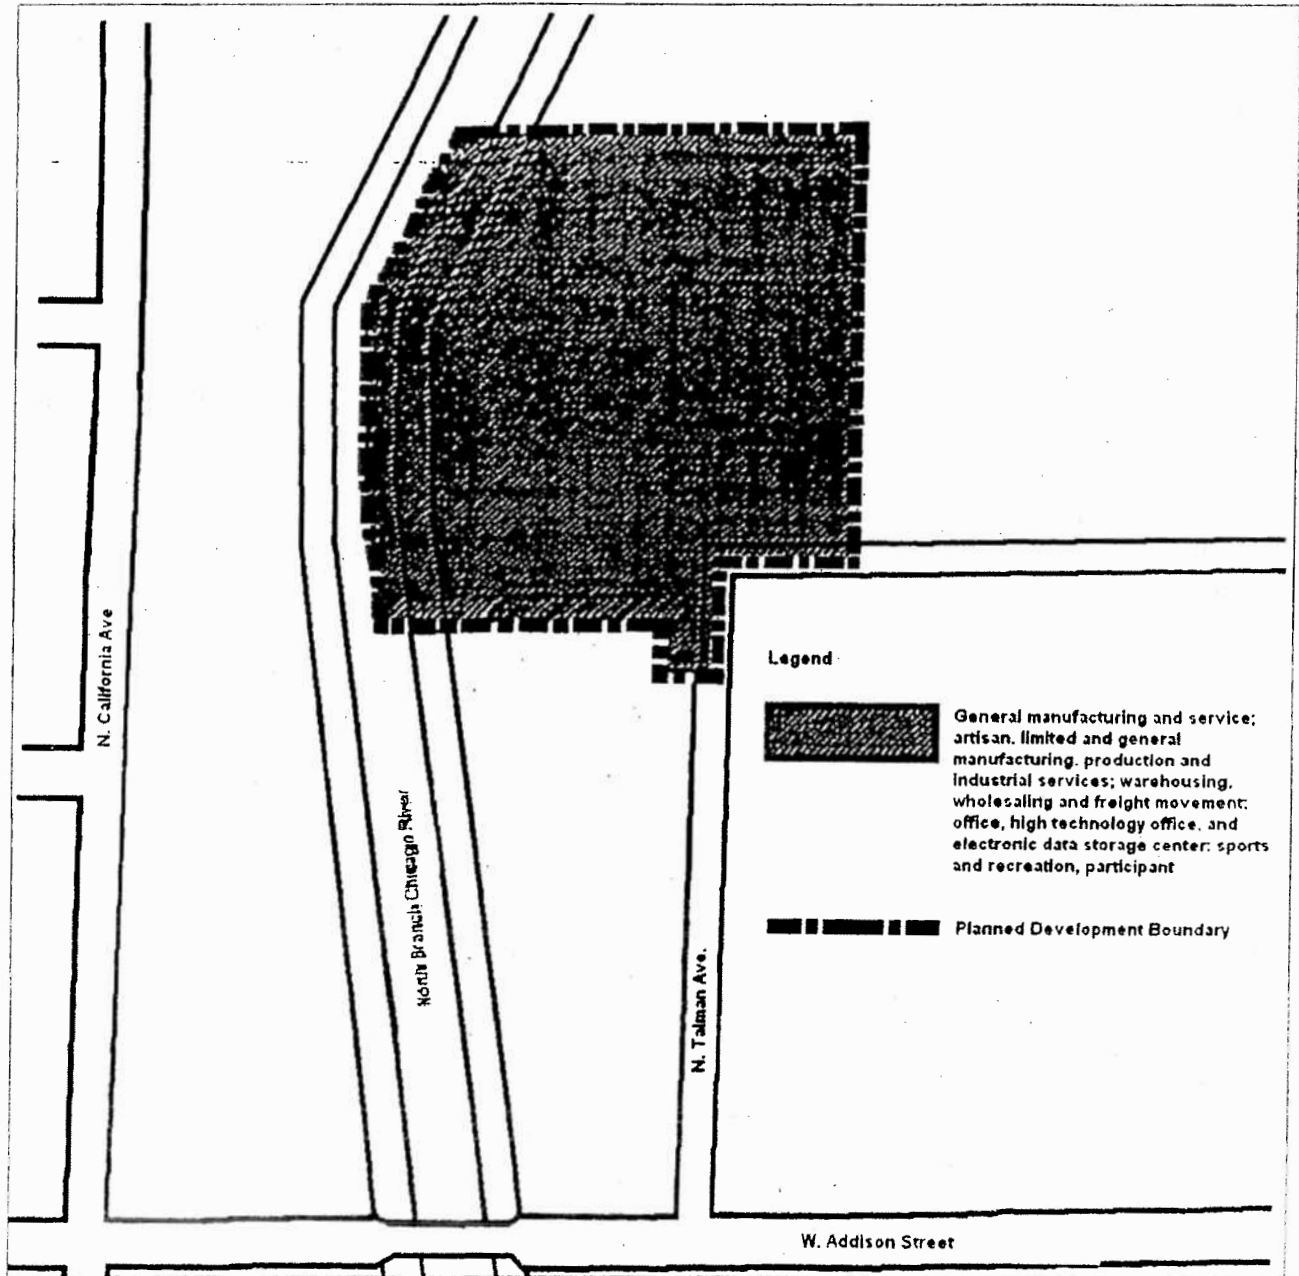 N. California Ave
North Branch Chicago River
N. Talman Ave.
Legend
General manufacturing and service;
artisan, limited and general
manufacturing, production and
industrial services; warehousing,
wholesaling and freight movement;
office, high technology office, and
electronic data storage center; sports
and recreation, participant
Planned Development Boundary
W. Addison Street